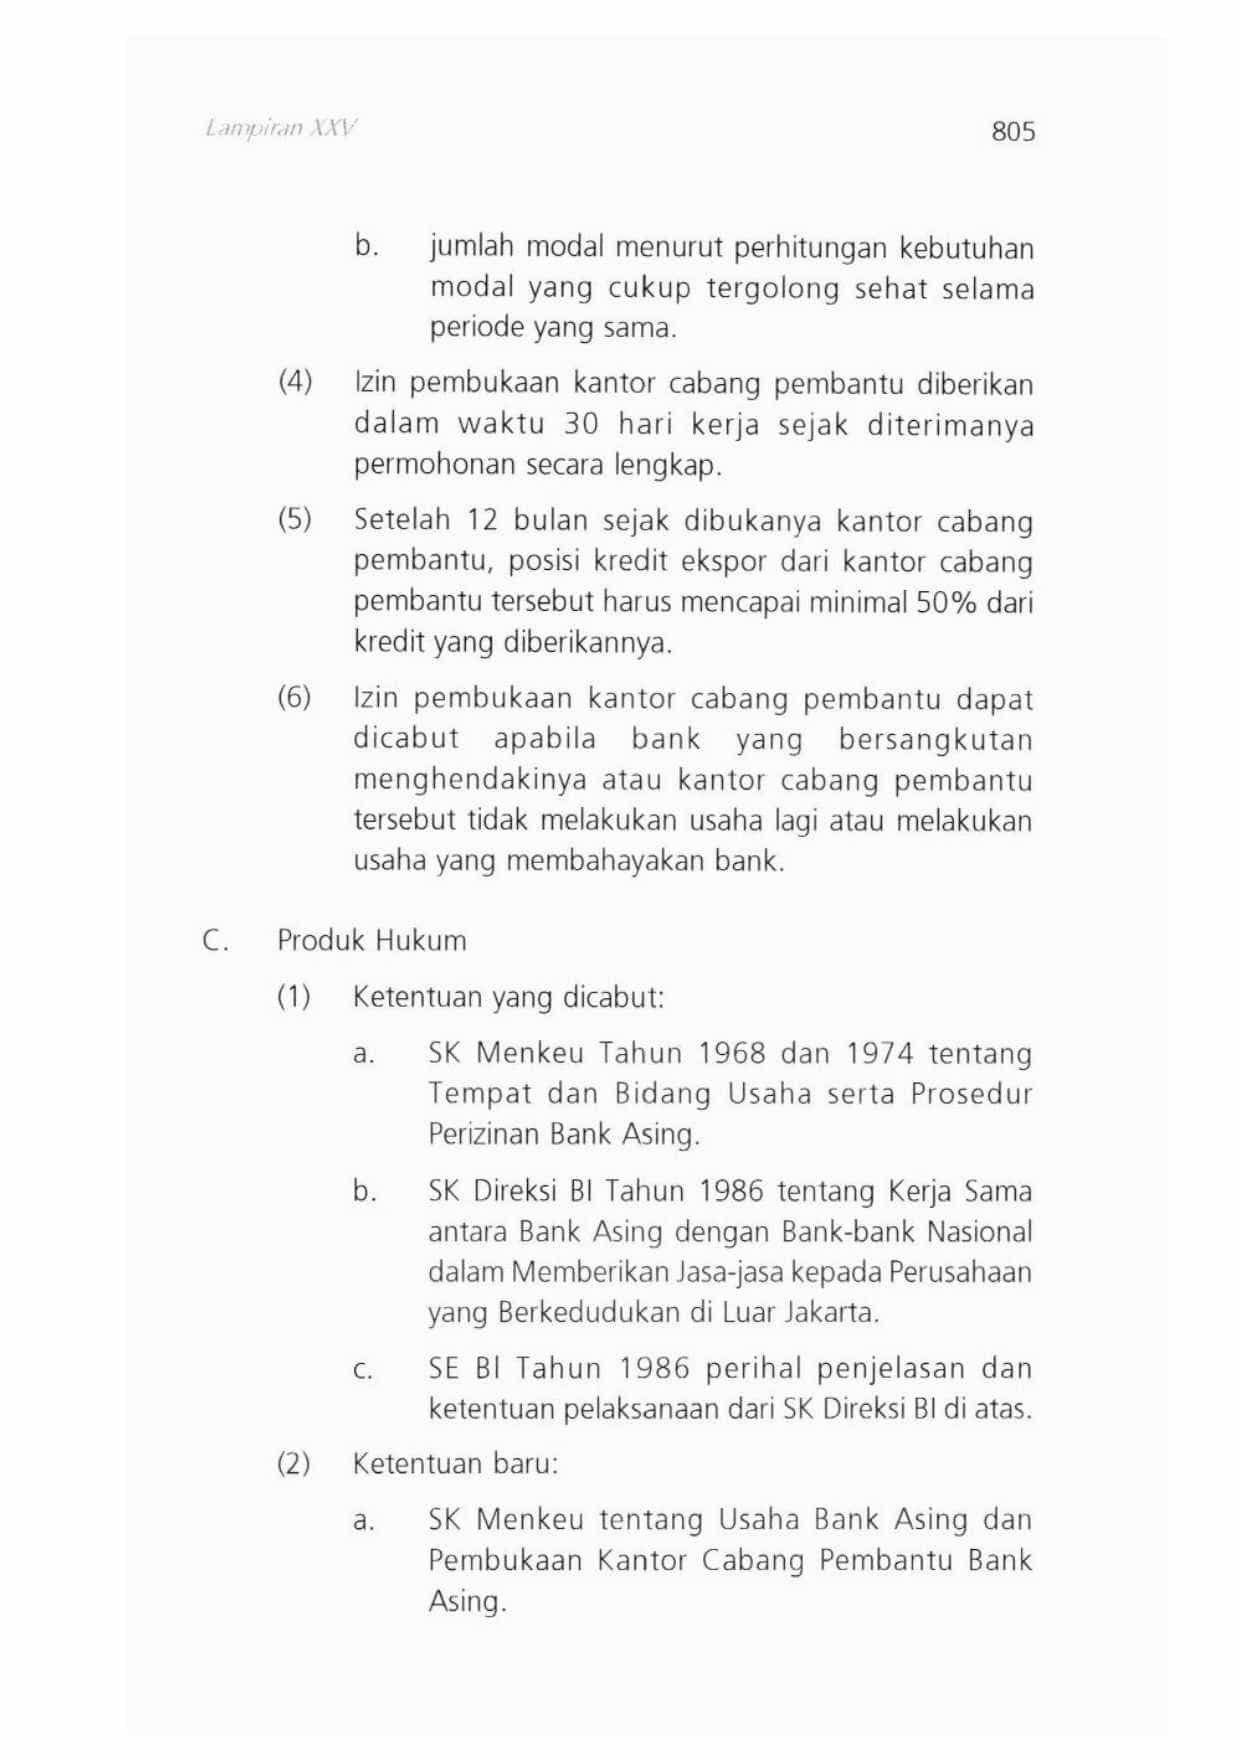 Lampiran XXV 805
b. jumlah modal menurut perhitungan kebutuhan
modal yang cukup tergolong sehat selama
periode yang sama.
(4) Izin pembukaan kantor cabang pembantu diberikan
dalam waktu 30 hari kerja sejak diterimanya
permohonan secara lengkap.
(5) Setelah 12 bulan sejak dibukanya kantor cabang
pembantu, posisi kredit ekspor dari kantor cabang
pembantu tersebut harus mencapai minimal 50% dari
kredit yang diberikannya.
(6) Izin pembukaan kantor cabang pembantu dapat
dicabut apabila bank yang bersangkutan
menghendakinya atau kantor cabang pembantu
tersebut tidak melakukan usaha lagi atau melakukan
usaha yang membahayakan bank.
C. Produk Hukum
(1) Ketentuan yang dicabut:
a. SK Menkeu Tahun 1968 dan 1974 tentang
Tempat dan Bidang Usaha serta Prosedur
Perizinan Bank Asing.
b. SK Direksi BI Tahun 1986 tentang Kerja Sama
antara Bank Asing dengan Bank-bank Nasional
dalam Memberikan Jasa-jasa kepada Perusahaan
yang Berkedudukan di Luar Jakarta.
c. SE BI Tahun 1986 perihal penjelasan dan
ketentuan pelaksanaan dari SK Direksi BI di atas.
(2) Ketentuan baru:
a. SK Menkeu tentang Usaha Bank Asing dan
Pembukaan Kantor Cabang Pembantu Bank
Asing.